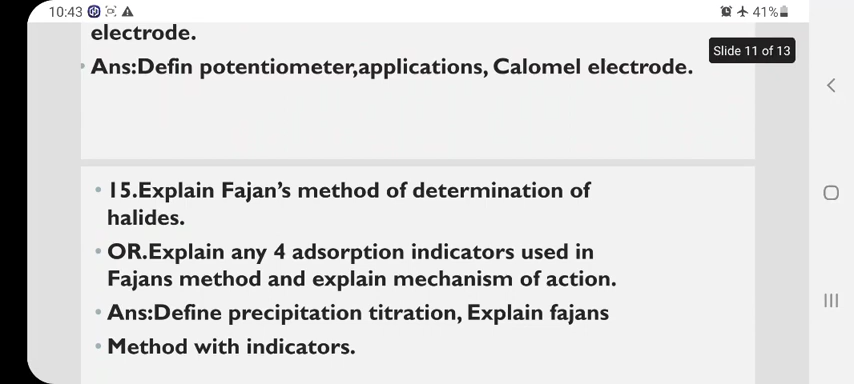 10:43
41%
electrode.
Slide 11 of 13
Ans:Defin potentiometer,applications, Calomel electrode.
15.Explain Fajan's method of determination of
halides.
OR.Explain any 4 adsorption indicators used in
Fajans method and explain mechanism of action.
Ans:Define precipitation titration, Explain fajans
Method with indicators.